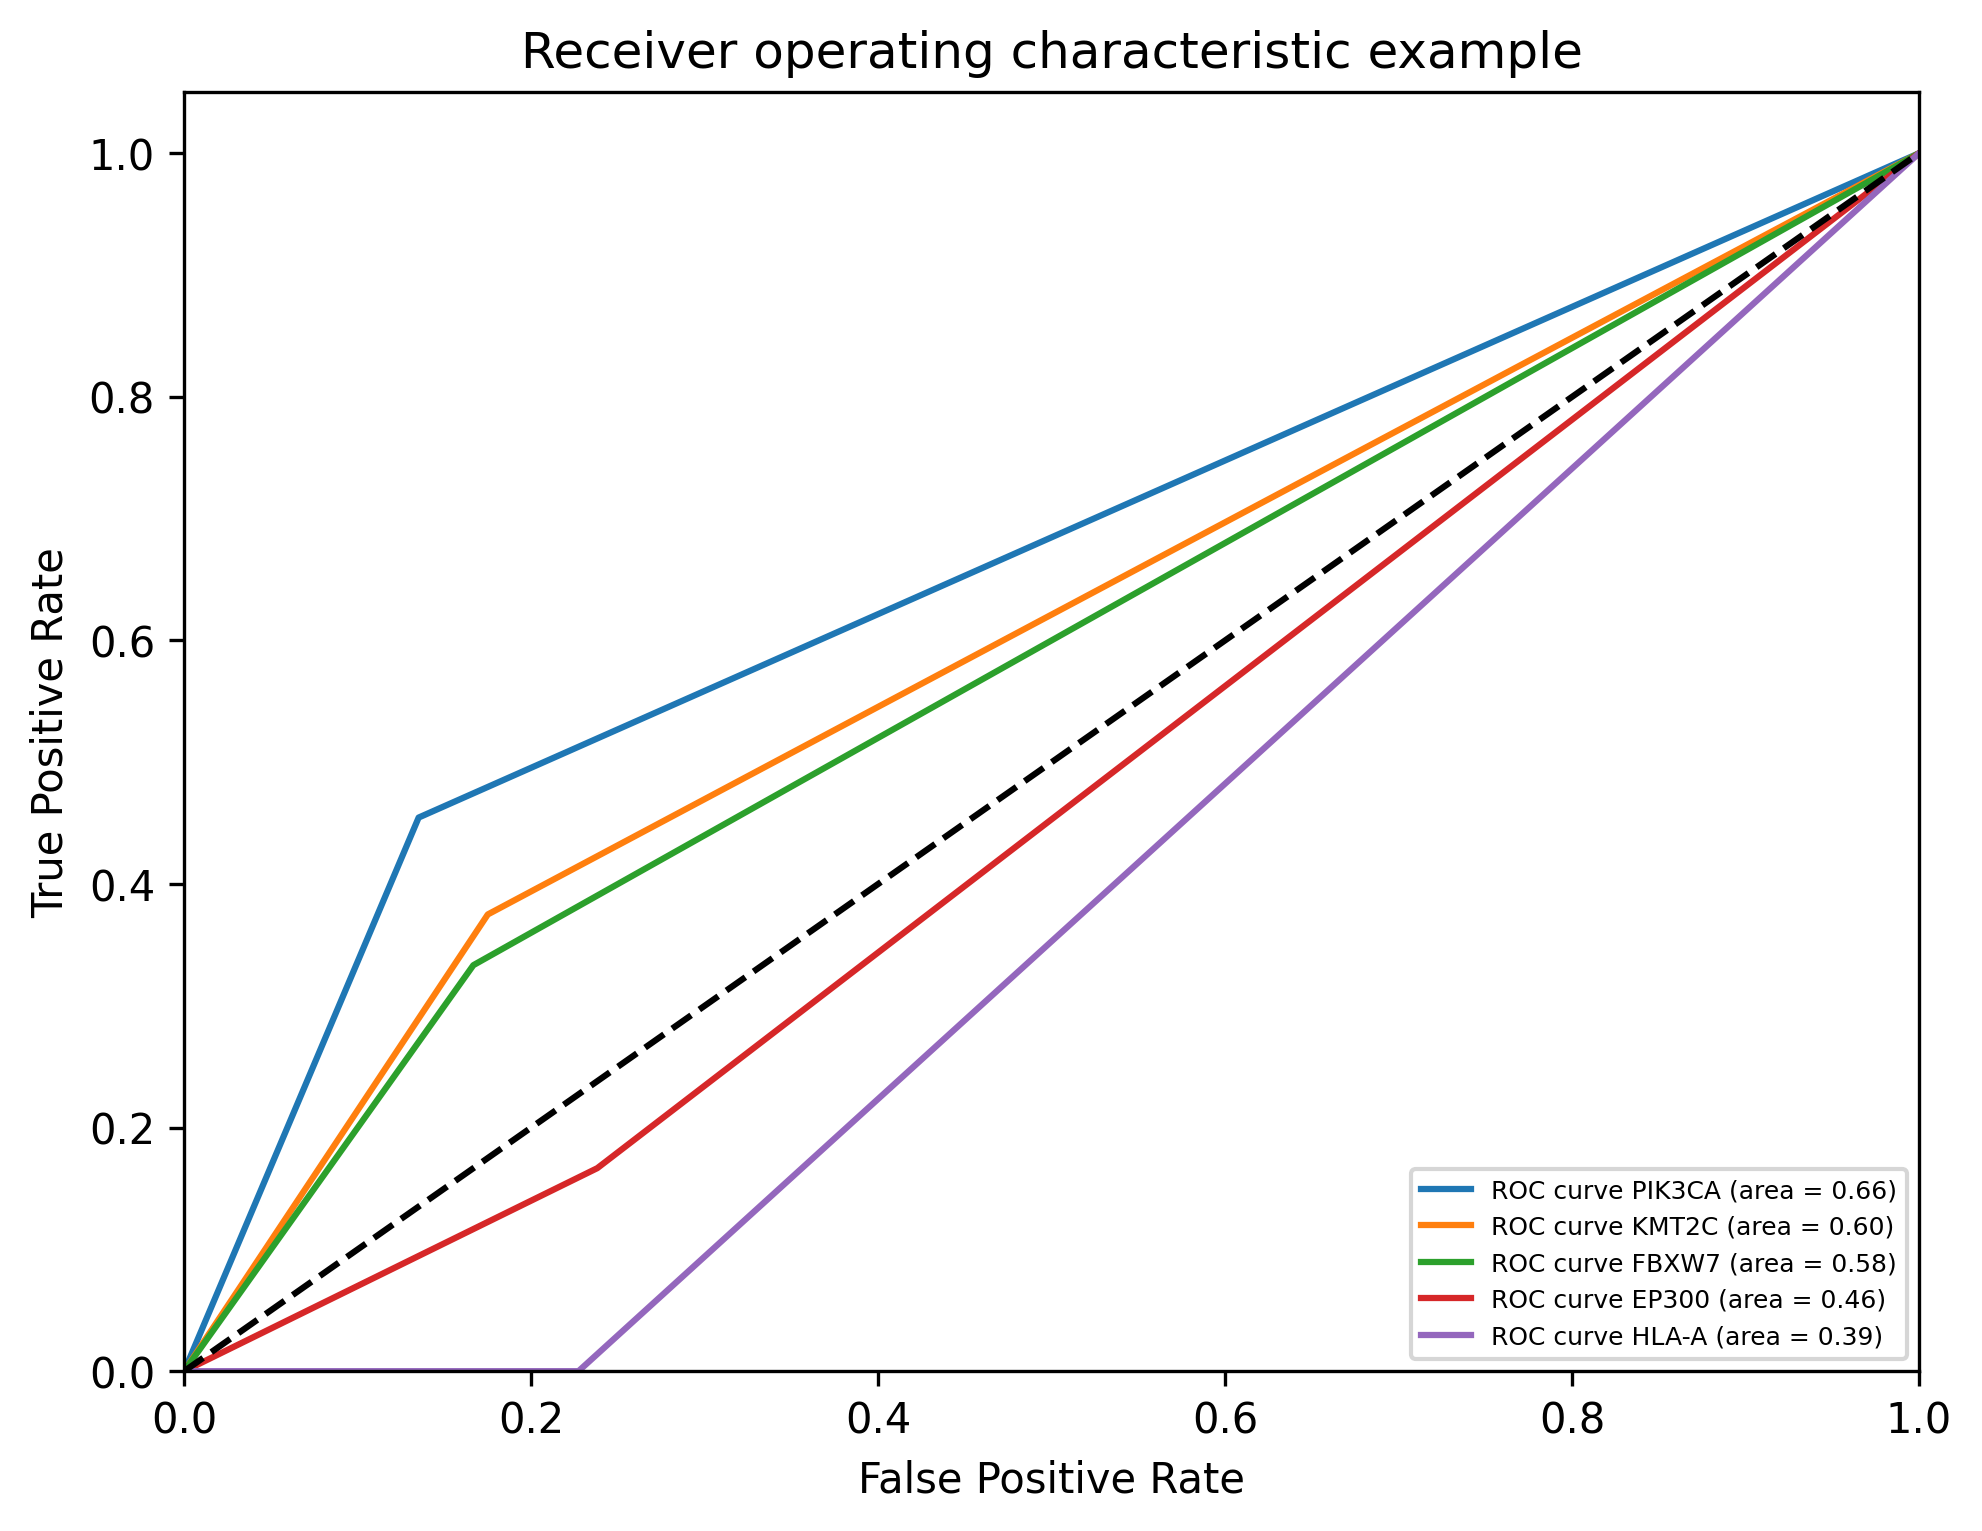 Receiver operating characteristic example
1.0
0.8
0.6
0.4
0.2
0.0
True Positive Rate
0.0 0.2 0.4 0.6 0.8 1.0
False Positive Rate
ROC curve PIK3CA (area = 0.66)
ROC curve KMT2C (area = 0.60)
ROC curve FBXW7 (area = 0.58)
ROC curve EP300 (area = 0.46)
ROC curve HLA-A (area = 0.39)